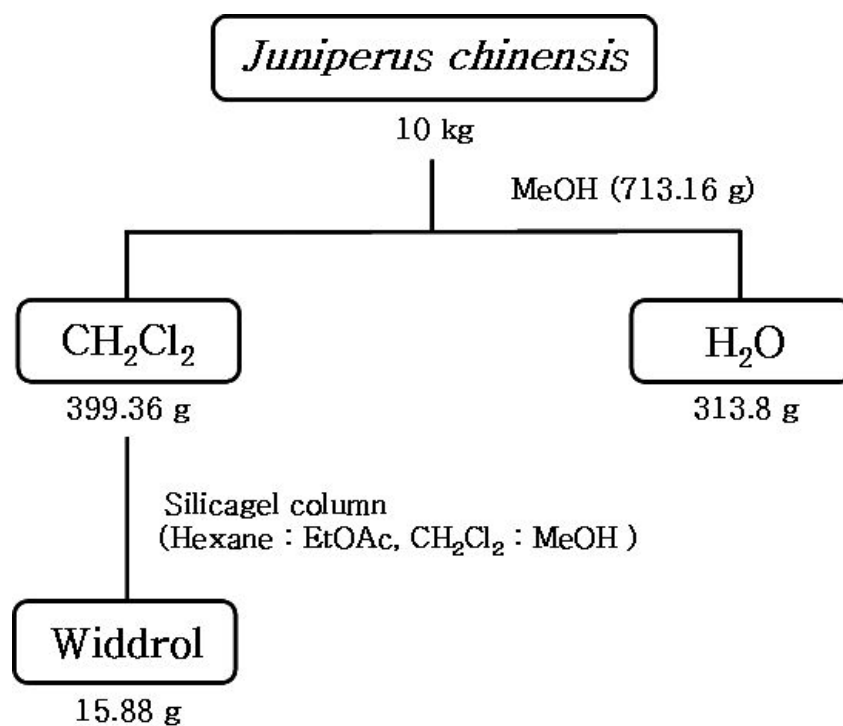 Juniperus chinensis
10 kg
MeOH (713.16 g)
CH₂Cl₂
H₂O
399.36 g
313.8 g
Silicagel column
(Hexane : EtOAc, CH₂Cl₂ : MeOH )
Widdrol
15.88 g